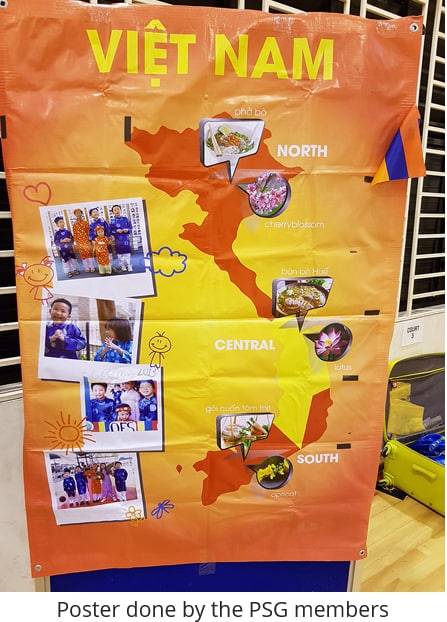 VIỆT NAM
phở bò
NORTH
cherryblossom
bún bò Huế
COURT
3
CENTRAL
lotus
2013
gỏi cuốn tôm thịt
SOUTH
apricot
Poster done by the PSG members